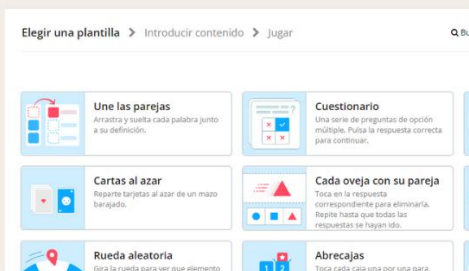 Elegir una plantilla > Introducir contenido > Jugar
Une las parejas
Arrastra y suelta cada palabra junto
a su definición.
Cuestionario
Una serie de preguntas de opción
múltiple. Pulsa la respuesta correcta
para continuar.
Cartas al azar
Reparte tarjetas al azar de un mazo
barajado.
Cada oveja con su pareja
Toca en la respuesta
correspondiente para eliminarla.
Repite hasta que todas las
respuestas se hayan ido.
Rueda aleatoria
Gira la rueda para ver que elemento
Abrecajas
1 2
Toca cada caja una por una para